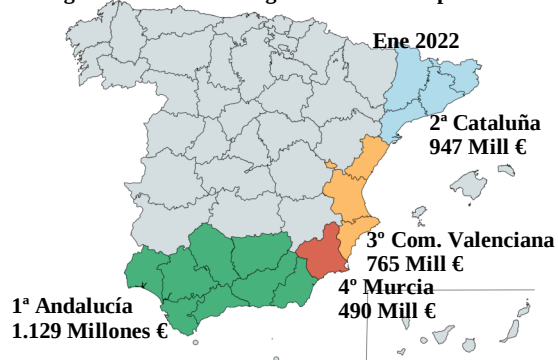 Ene 2022
2ª Cataluña
947 Mill €
3º Com. Valenciana
765 Mill €
4º Murcia
490 Mill €
1ª Andalucía
1.129 Millones €